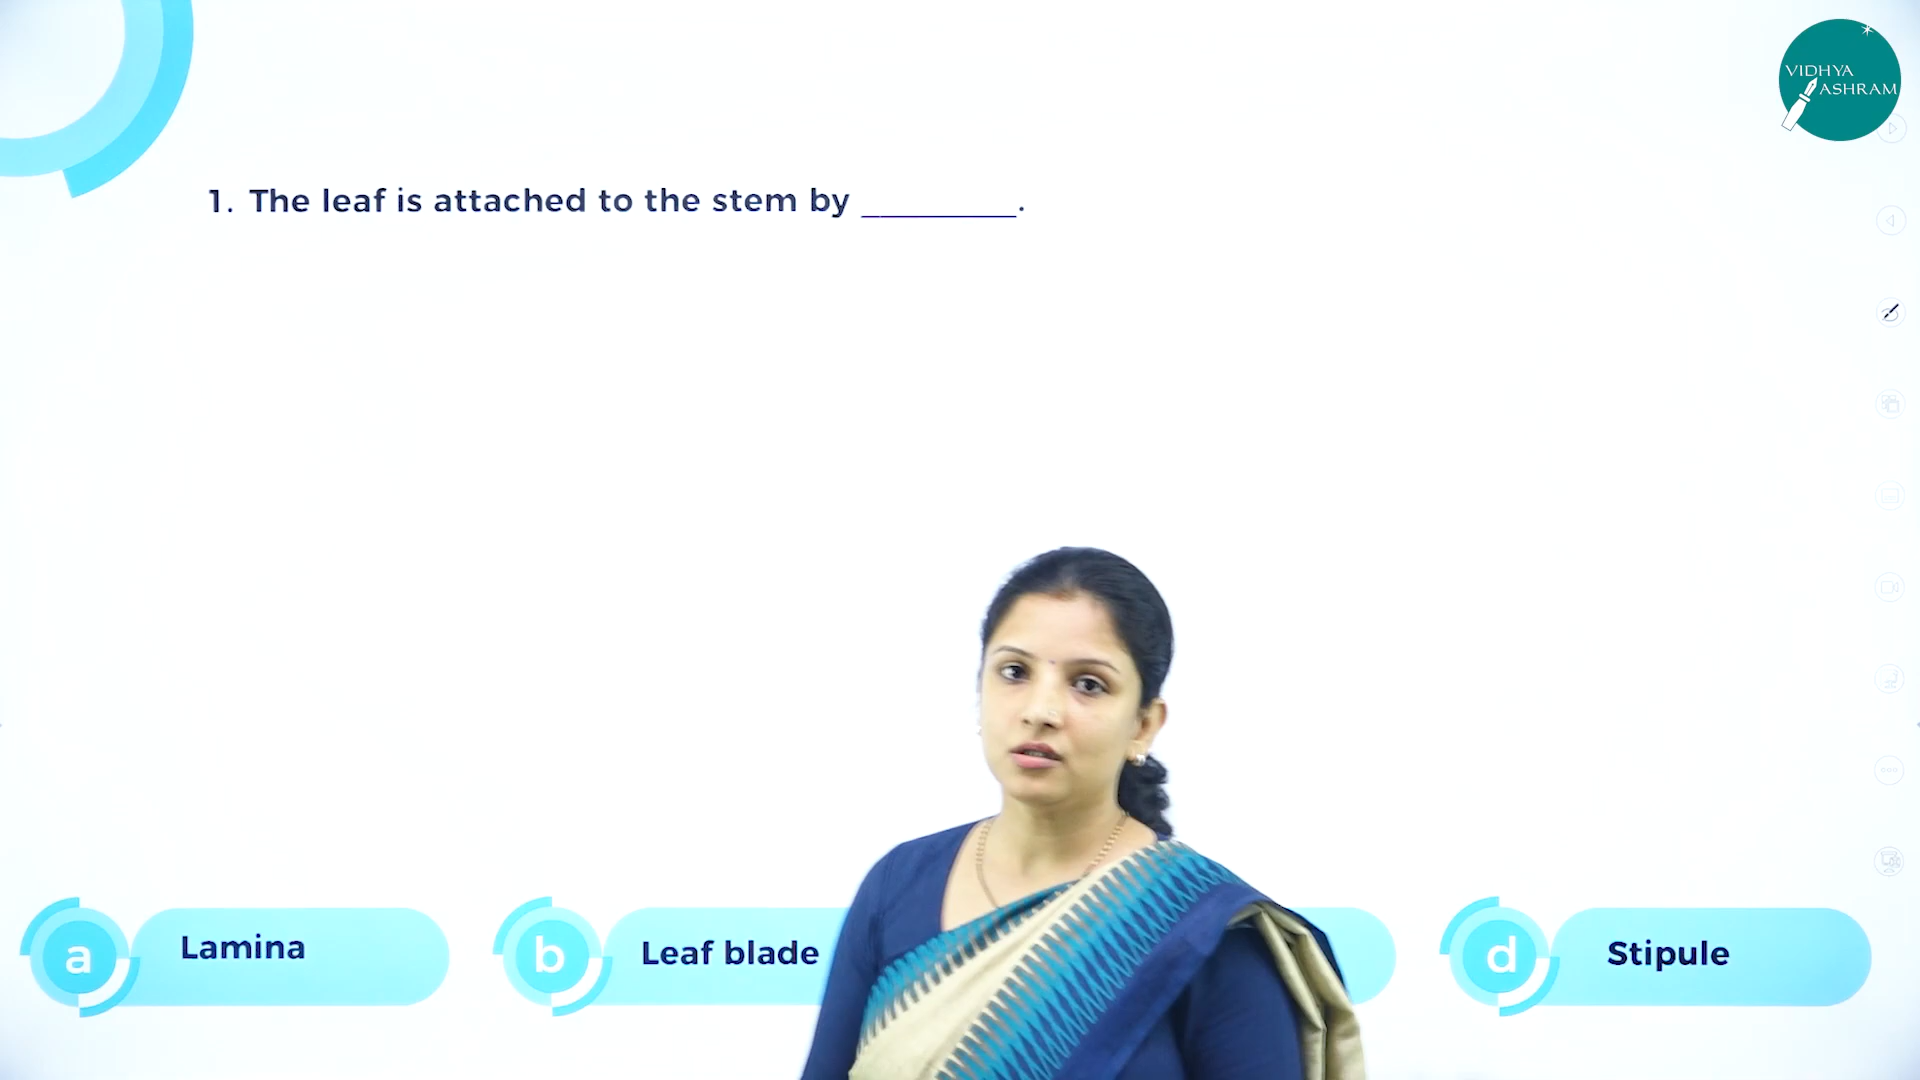 VIDHYA
ASHRAM
1. The leaf is attached to the stem by _________.
a Lamina
b Leaf blade
d Stipule